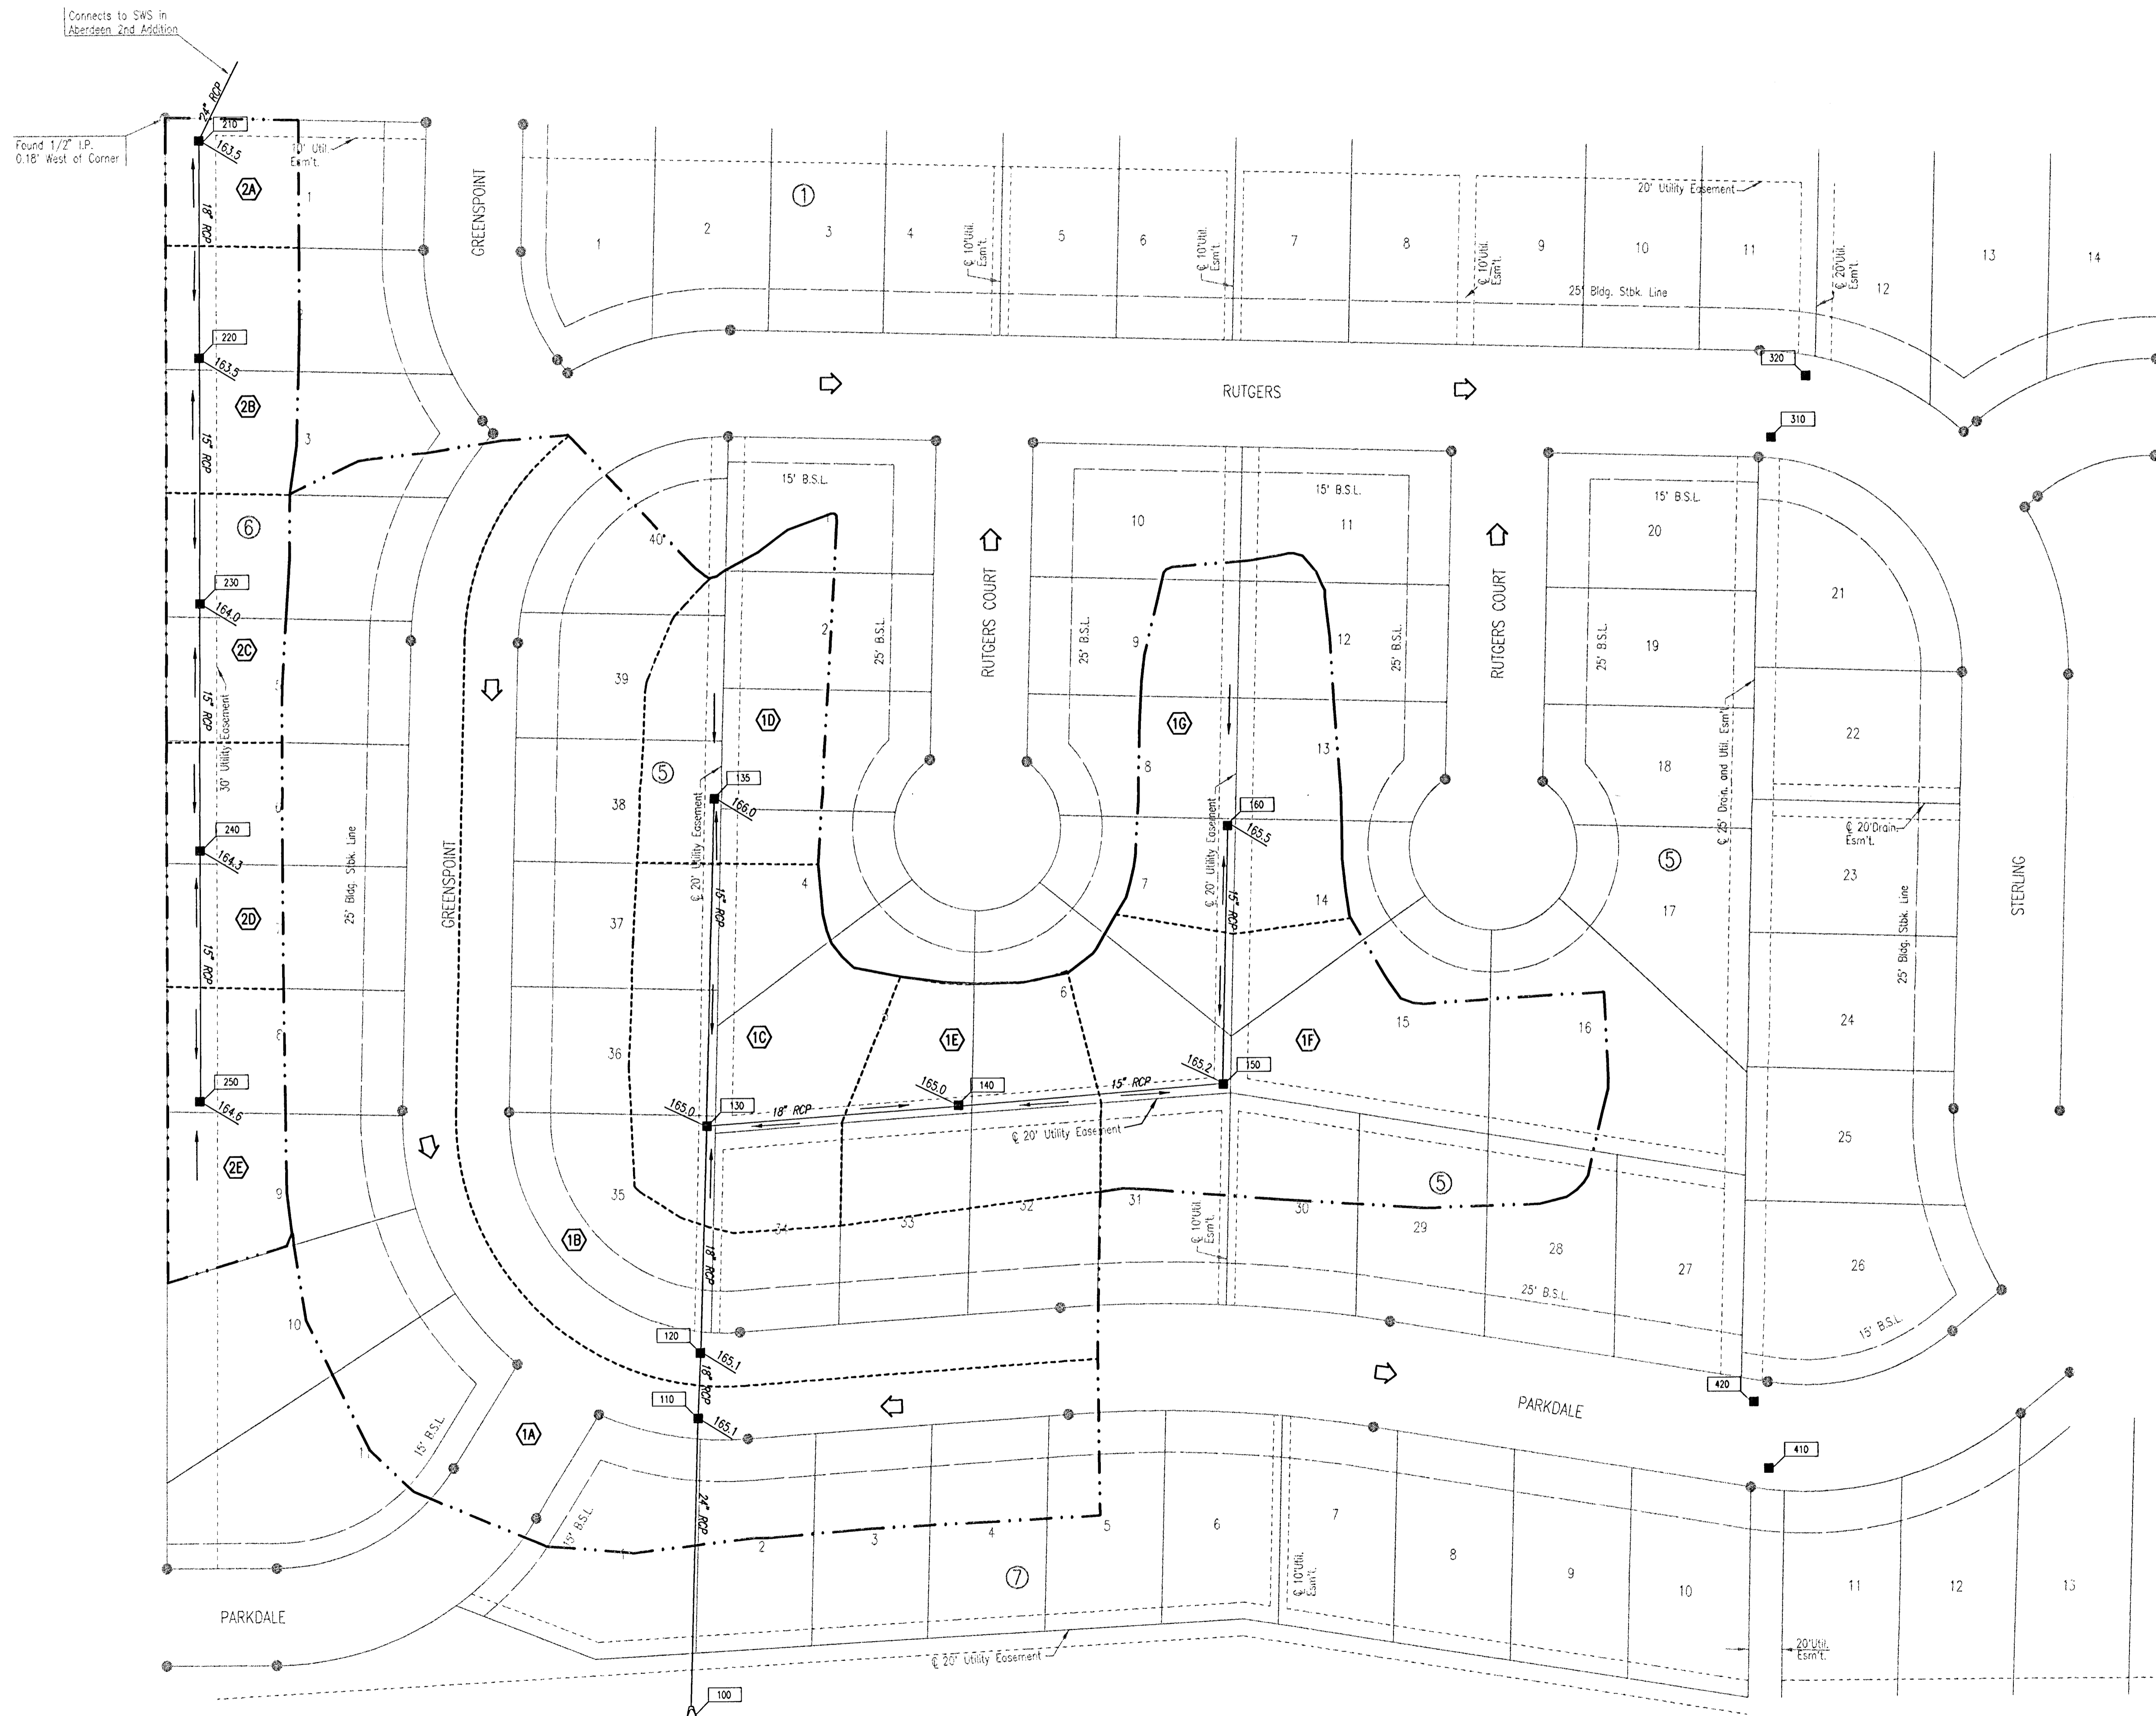 Connects to SWS in
Aberdeen 2nd Addition
24" RCP
210
163.5
Found 1/2" I.P.
0.18' West of Corner
10' Util.
Esm't.
2A
1
18" RCP
GREENSPOINT
1
1
2
3
4
5
6
7
8
9
10
11
12
13
14
20' Utility Easement
₵ 10'Util.
Esm't.
₵ 10'Util.
Esm't.
₵ 10'Util.
Esm't.
₵ 20'Util.
Esm't.
25' Bldg. Stbk. Line
220
163.5
2B
3
15" RCP
RUTGERS
320
310
6
230
164.0
2C
15" RCP
30' Utility Easement
240
164.3
2D
15" RCP
8
250
164.6
2E
9
10
25' Bldg. Stbk. Line
GREENSPOINT
40
39
38
37
36
35
5
15' B.S.L.
2
25' B.S.L.
1D
135
166.0
₵ 20' Utility Easement
15" RCP
4
1C
RUTGERS COURT
15' B.S.L.
10
11
9
12
25' B.S.L.
25' B.S.L.
1G
8
13
160
165.5
₵ 20' Utility Easement
15" RCP
7
14
6
1E
1F
15
16
RUTGERS COURT
15' B.S.L.
20
19
18
17
25' B.S.L.
5
₵ 25' Drain. and Util. Esm't.
21
22
₵ 20'Drain.
Esm't.
23
24
25
26
25' Bldg. Stbk. Line
STERLING
165.0
130
18" RCP
165.0
140
15" RCP
165.2
150
₵ 20' Utility Easement
5
34
33
32
31
30
29
28
27
₵ 10'Util.
Esm't.
25' B.S.L.
15' B.S.L.
1B
18" RCP
120
165.1
18" RCP
110
165.1
1A
15' B.S.L.
15' B.S.L.
24" RCP
PARKDALE
420
410
1
2
3
4
5
6
7
8
9
10
11
12
13
7
₵ 10'Util.
Esm't.
20'Util.
Esm't.
₵ 20' Utility Easement
PARKDALE
100